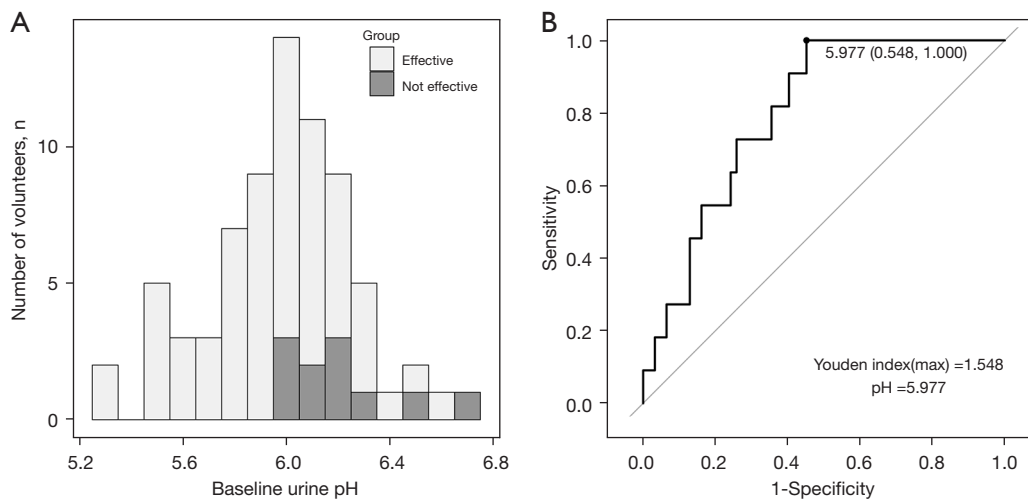 A
Number of volunteers, n
10
5
0
5.2
5.6
6.0
6.4
6.8
Baseline urine pH
Group
Effective
Not effective
B
Sensitivity
1.0
0.8
0.6
0.4
0.2
0.0
0.0
0.2
0.4
0.6
0.8
1.0
1-Specificity
5.977 (0.548, 1.000)
Youden index(max) =1.548
pH =5.977